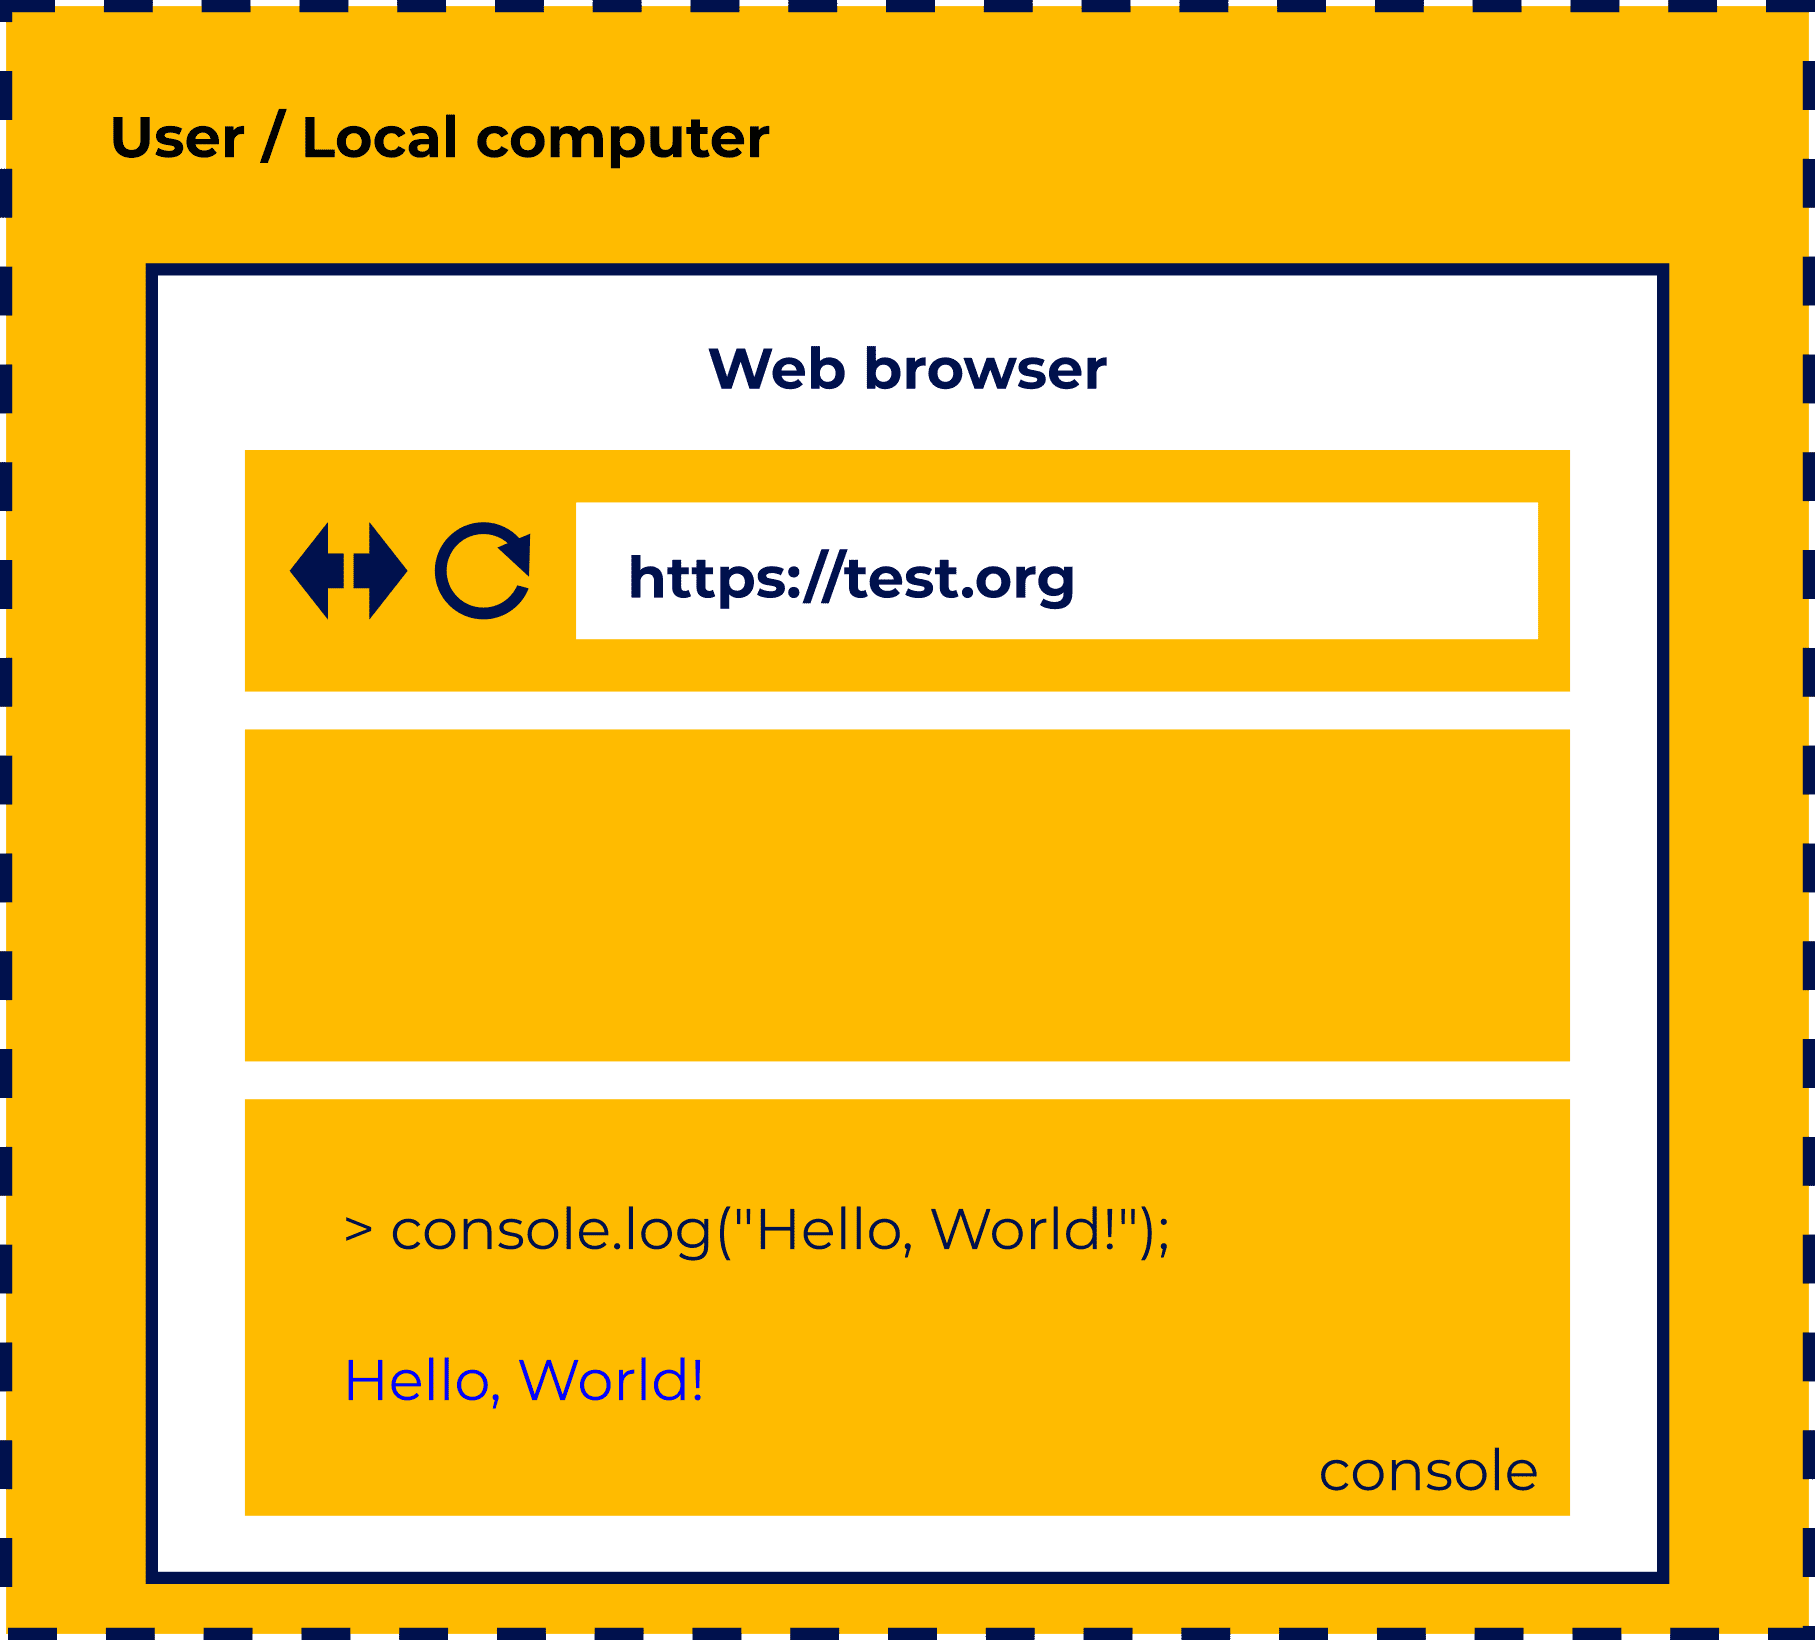 User / Local computer
Web browser
https://test.org
> console.log("Hello, World!");
Hello, World!
console